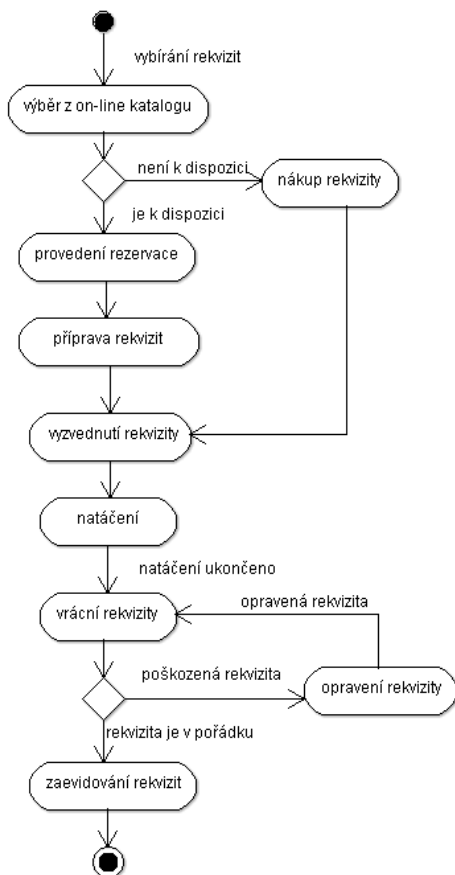 vybírání rekvizit
výběr z on-line katalogu
není k dispozici
nákup rekvizity
je k dispozici
provedení rezervace
příprava rekvizit
vyzvednutí rekvizity
natáčení
natáčení ukončeno
opravená rekvizita
vrácní rekvizity
poškozená rekvizita
opravení rekvizity
rekvizita je v pořádku
zaevidování rekvizit